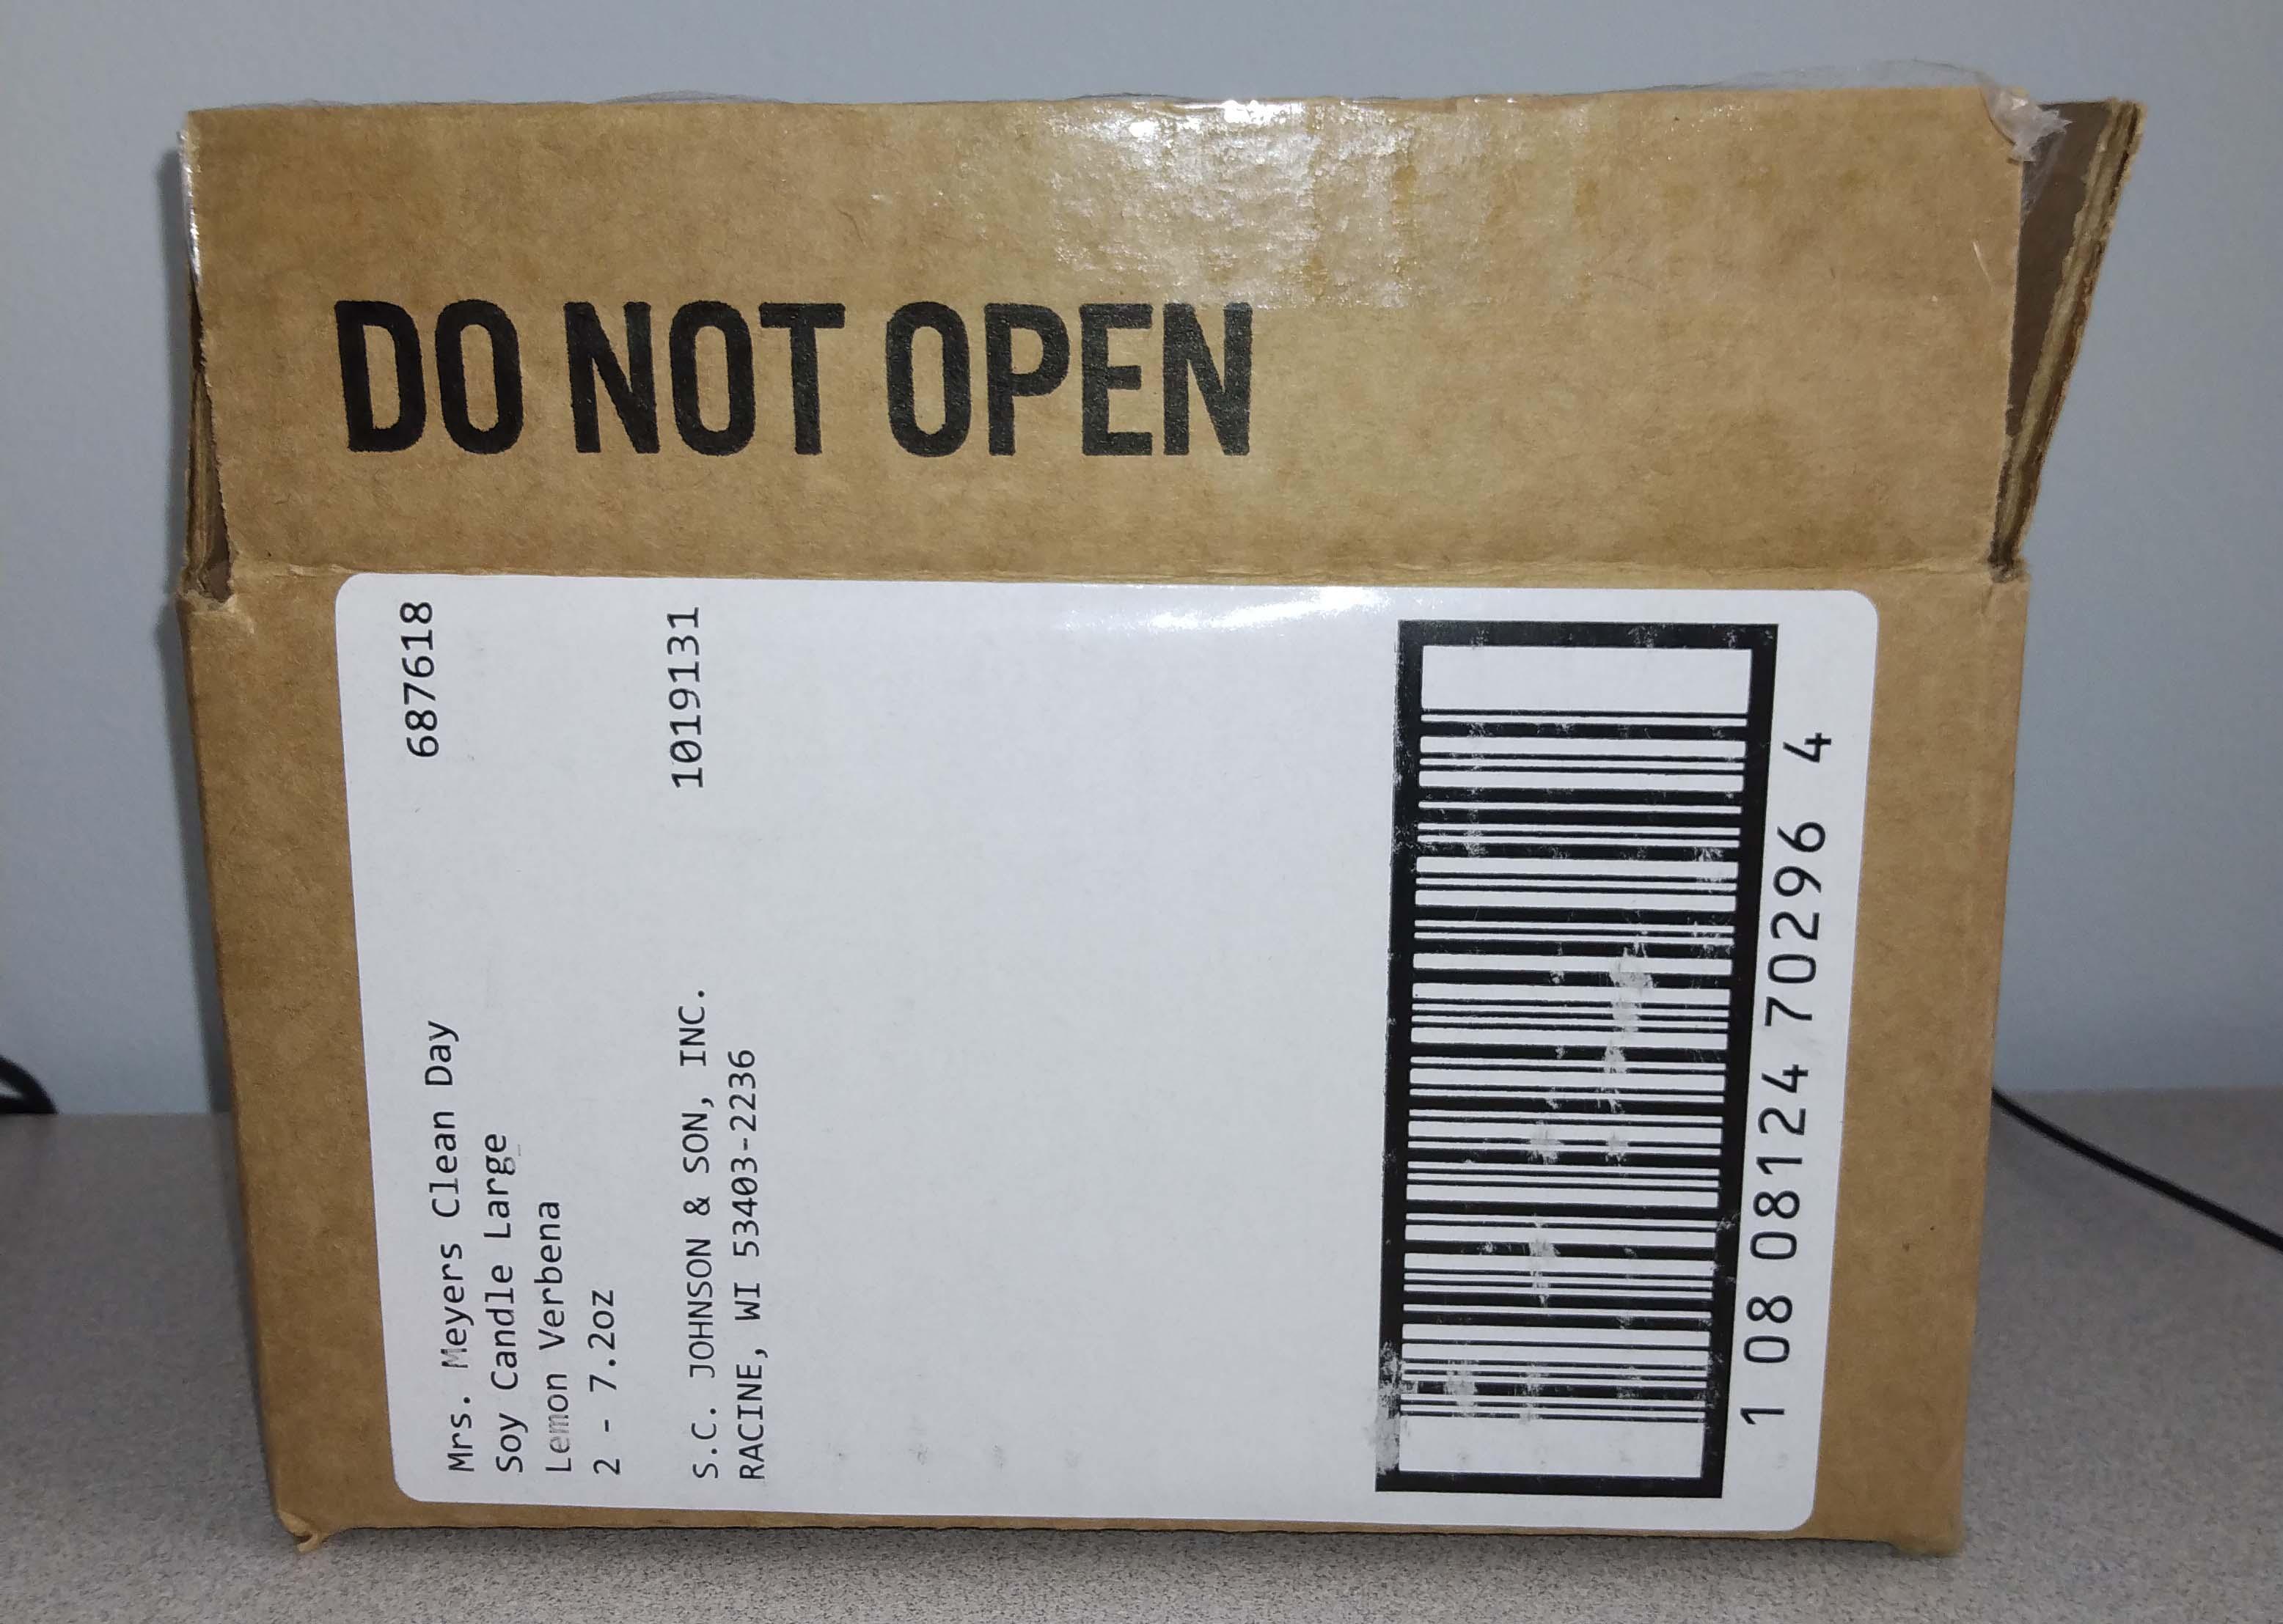 DO NOT OPEN
Mrs. Meyers Clean Day 687618
Soy Candle Large
Lemon Verbena
2 - 7.2oz
S.C. JOHNSON & SON, INC. 1019131
RACINE, WI 53403-2236
1 08 08124 70296 4